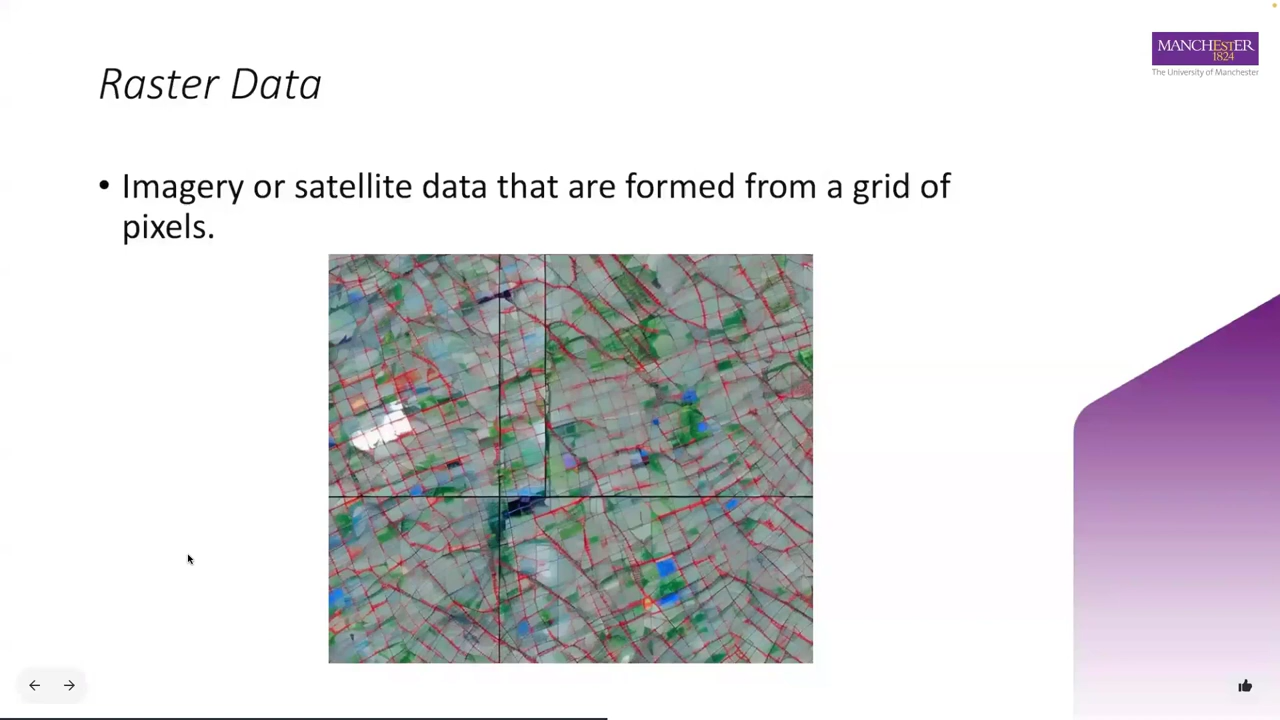 MANCHESTER
1824
The University of Manchester
Raster Data
• Imagery or satellite data that are formed from a grid of
pixels.